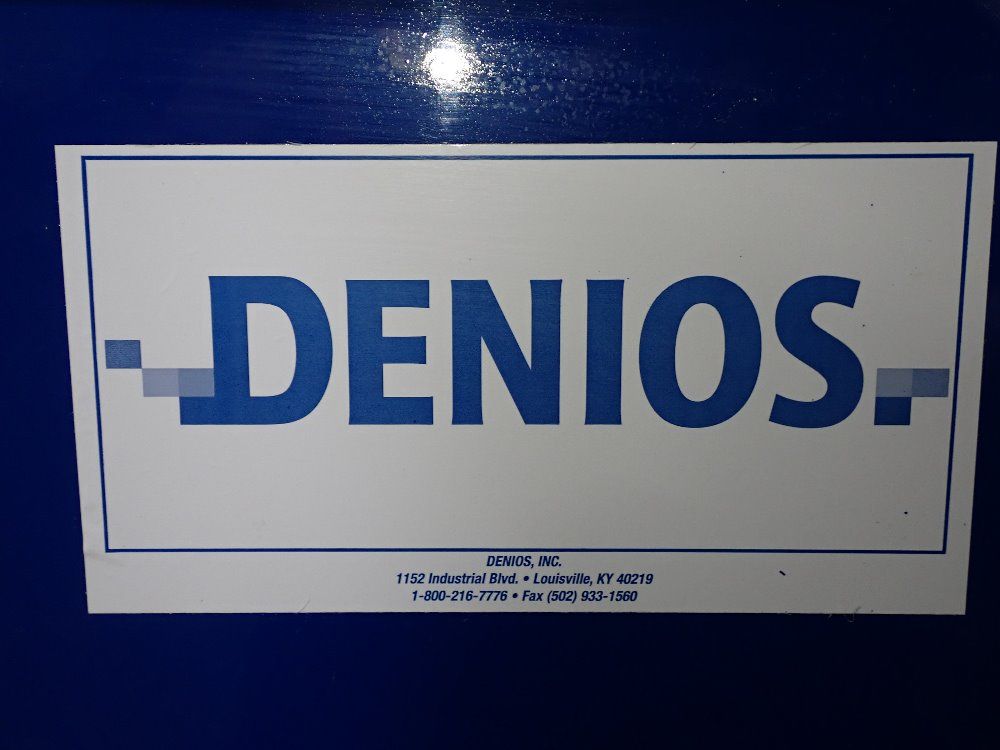 DENIOS.
DENIOS, INC.
1152 Industrial Blvd. • Louisville, KY 40219
1-800-216-7776 • Fax (502) 933-1560